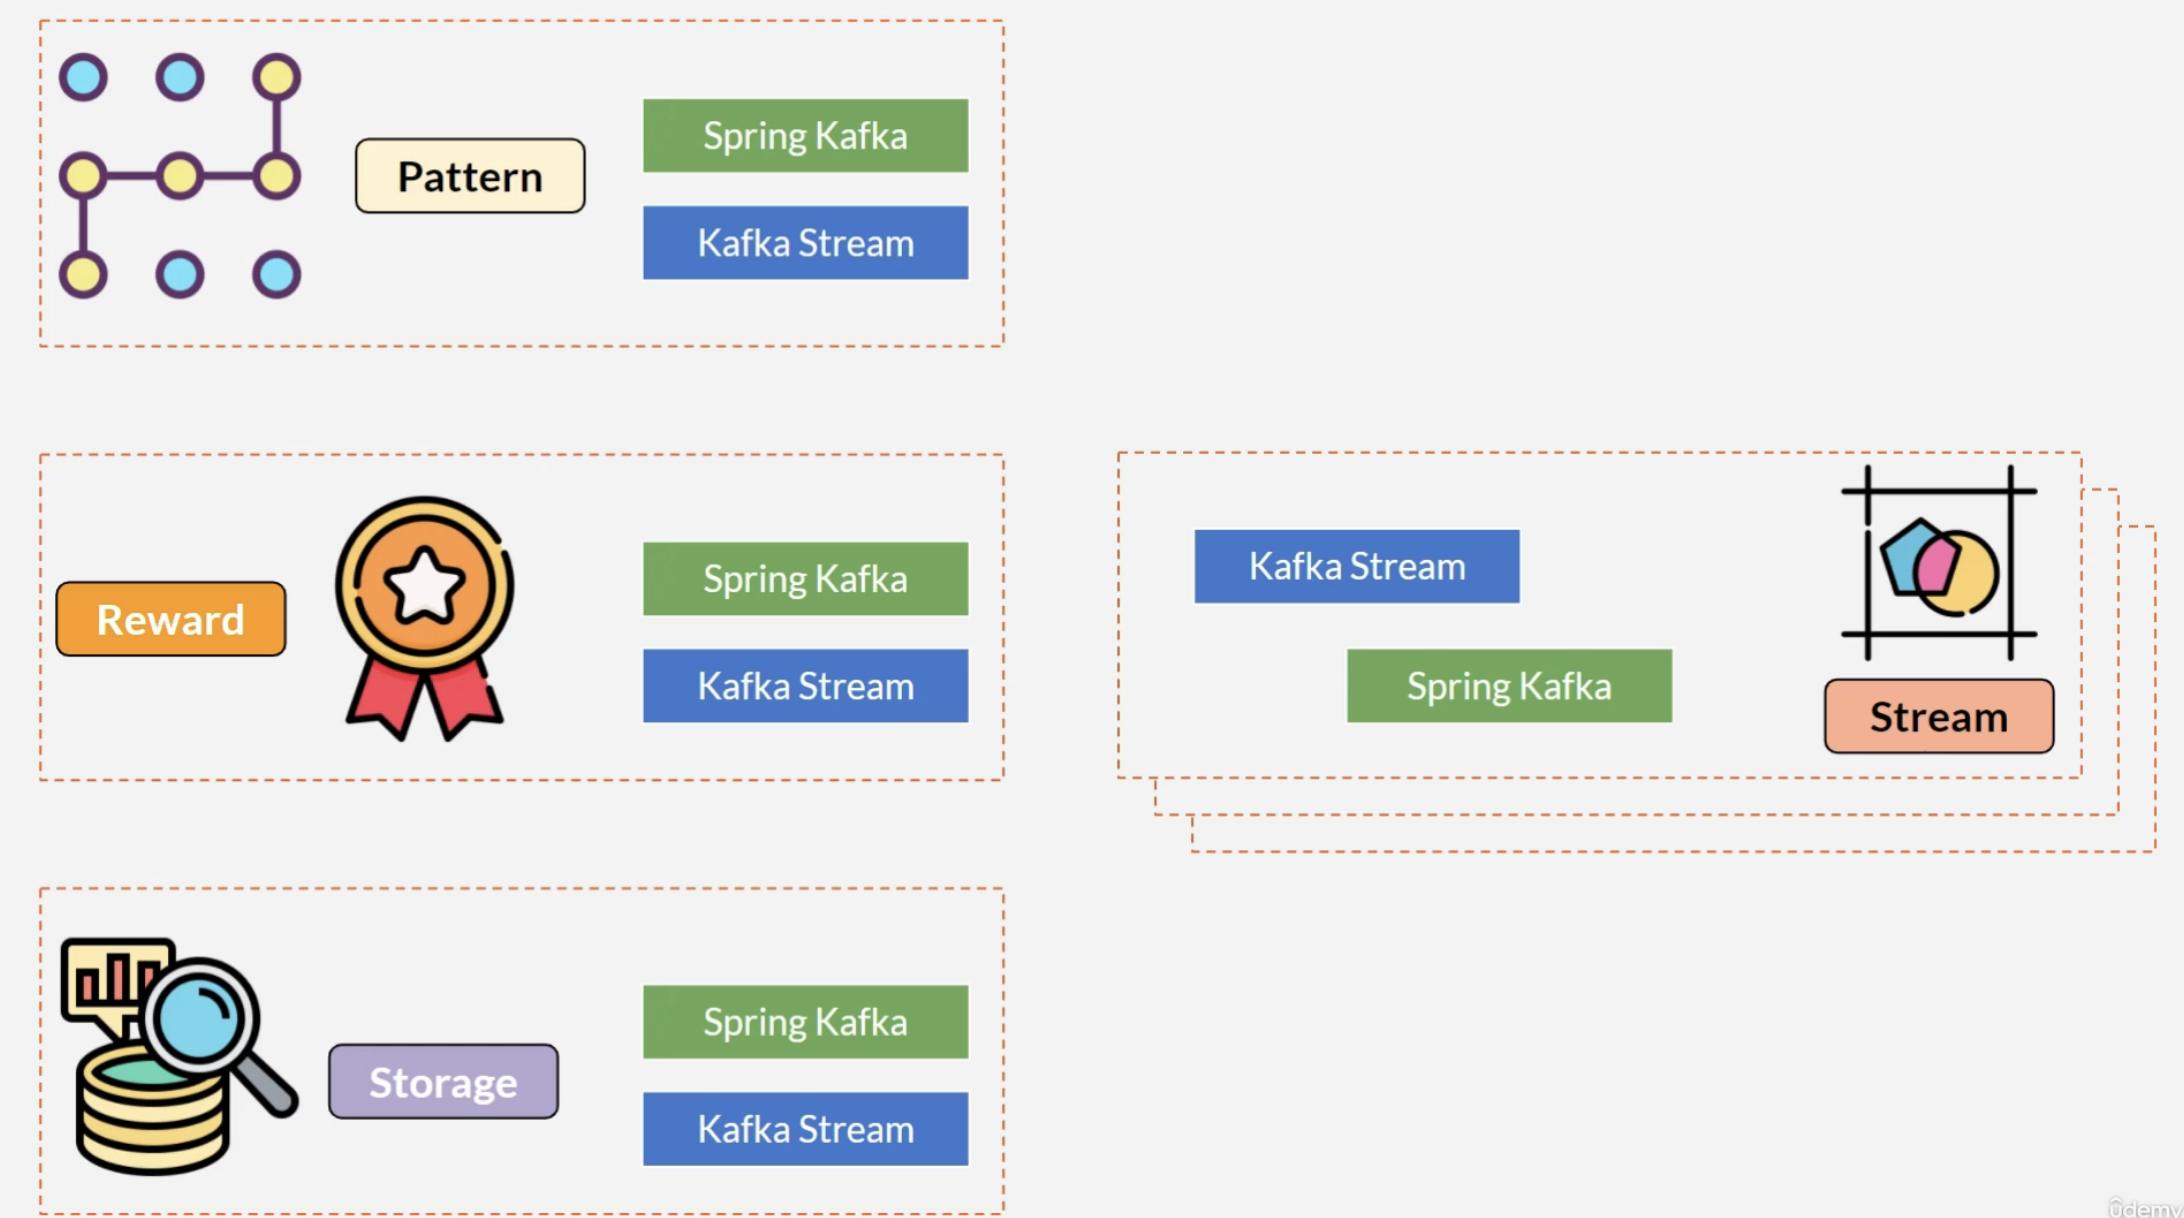 Pattern
Spring Kafka
Kafka Stream
Reward
Spring Kafka
Kafka Stream
Kafka Stream
Spring Kafka
Stream
Storage
Spring Kafka
Kafka Stream
ûdemy